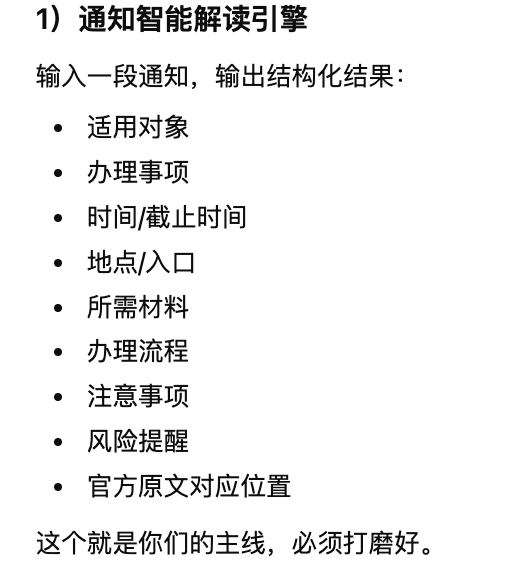 1）通知智能解读引擎
输入一段通知，输出结构化结果：
• 适用对象
• 办理事项
• 时间/截止时间
• 地点/入口
• 所需材料
• 办理流程
• 注意事项
• 风险提醒
• 官方原文对应位置
这个就是你们的主线，必须打磨好。